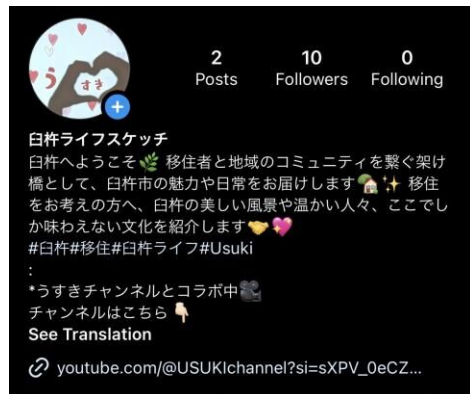 う すき
2 10 0
Posts Followers Following
臼杵ライフスケッチ
臼杵へようこそ🌿 移住者と地域のコミュニティを繋ぐ架け
橋として、臼杵市の魅力や日常をお届けします🏡✨ 移住
をお考えの方へ、臼杵の美しい風景や温かい人々、ここでし
か味わえない文化を紹介します🤝💖
#臼杵#移住#臼杵ライフ#Usuki
:
*うすきチャンネルとコラボ中🎥
チャンネルはこちら👇🏻
See Translation
youtube.com/@USUKIchannel?si=sXPV_0eCZ...